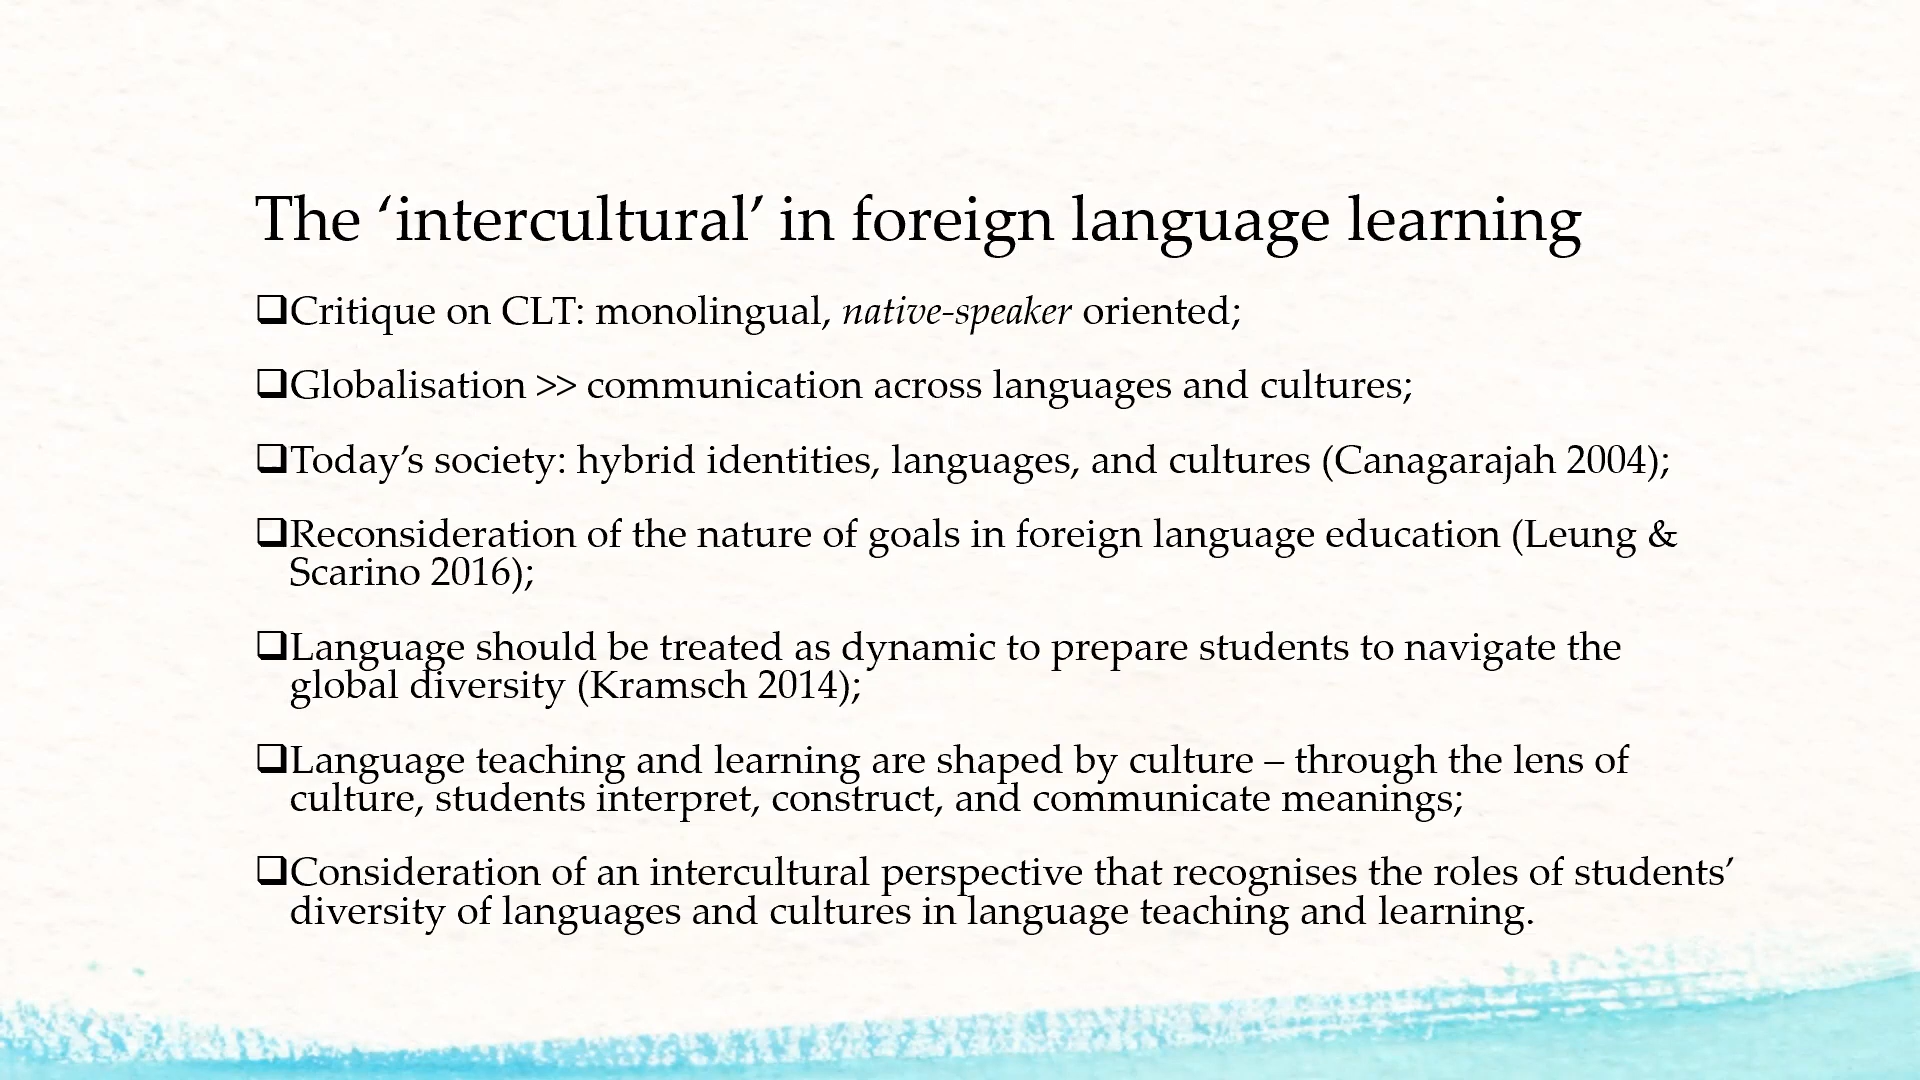 The ‘intercultural’ in foreign language learning
❑Critique on CLT: monolingual, native-speaker oriented;
❑Globalisation >> communication across languages and cultures;
❑Today’s society: hybrid identities, languages, and cultures (Canagarajah 2004);
❑Reconsideration of the nature of goals in foreign language education (Leung &
Scarino 2016);
❑Language should be treated as dynamic to prepare students to navigate the
global diversity (Kramsch 2014);
❑Language teaching and learning are shaped by culture – through the lens of
culture, students interpret, construct, and communicate meanings;
❑Consideration of an intercultural perspective that recognises the roles of students’
diversity of languages and cultures in language teaching and learning.